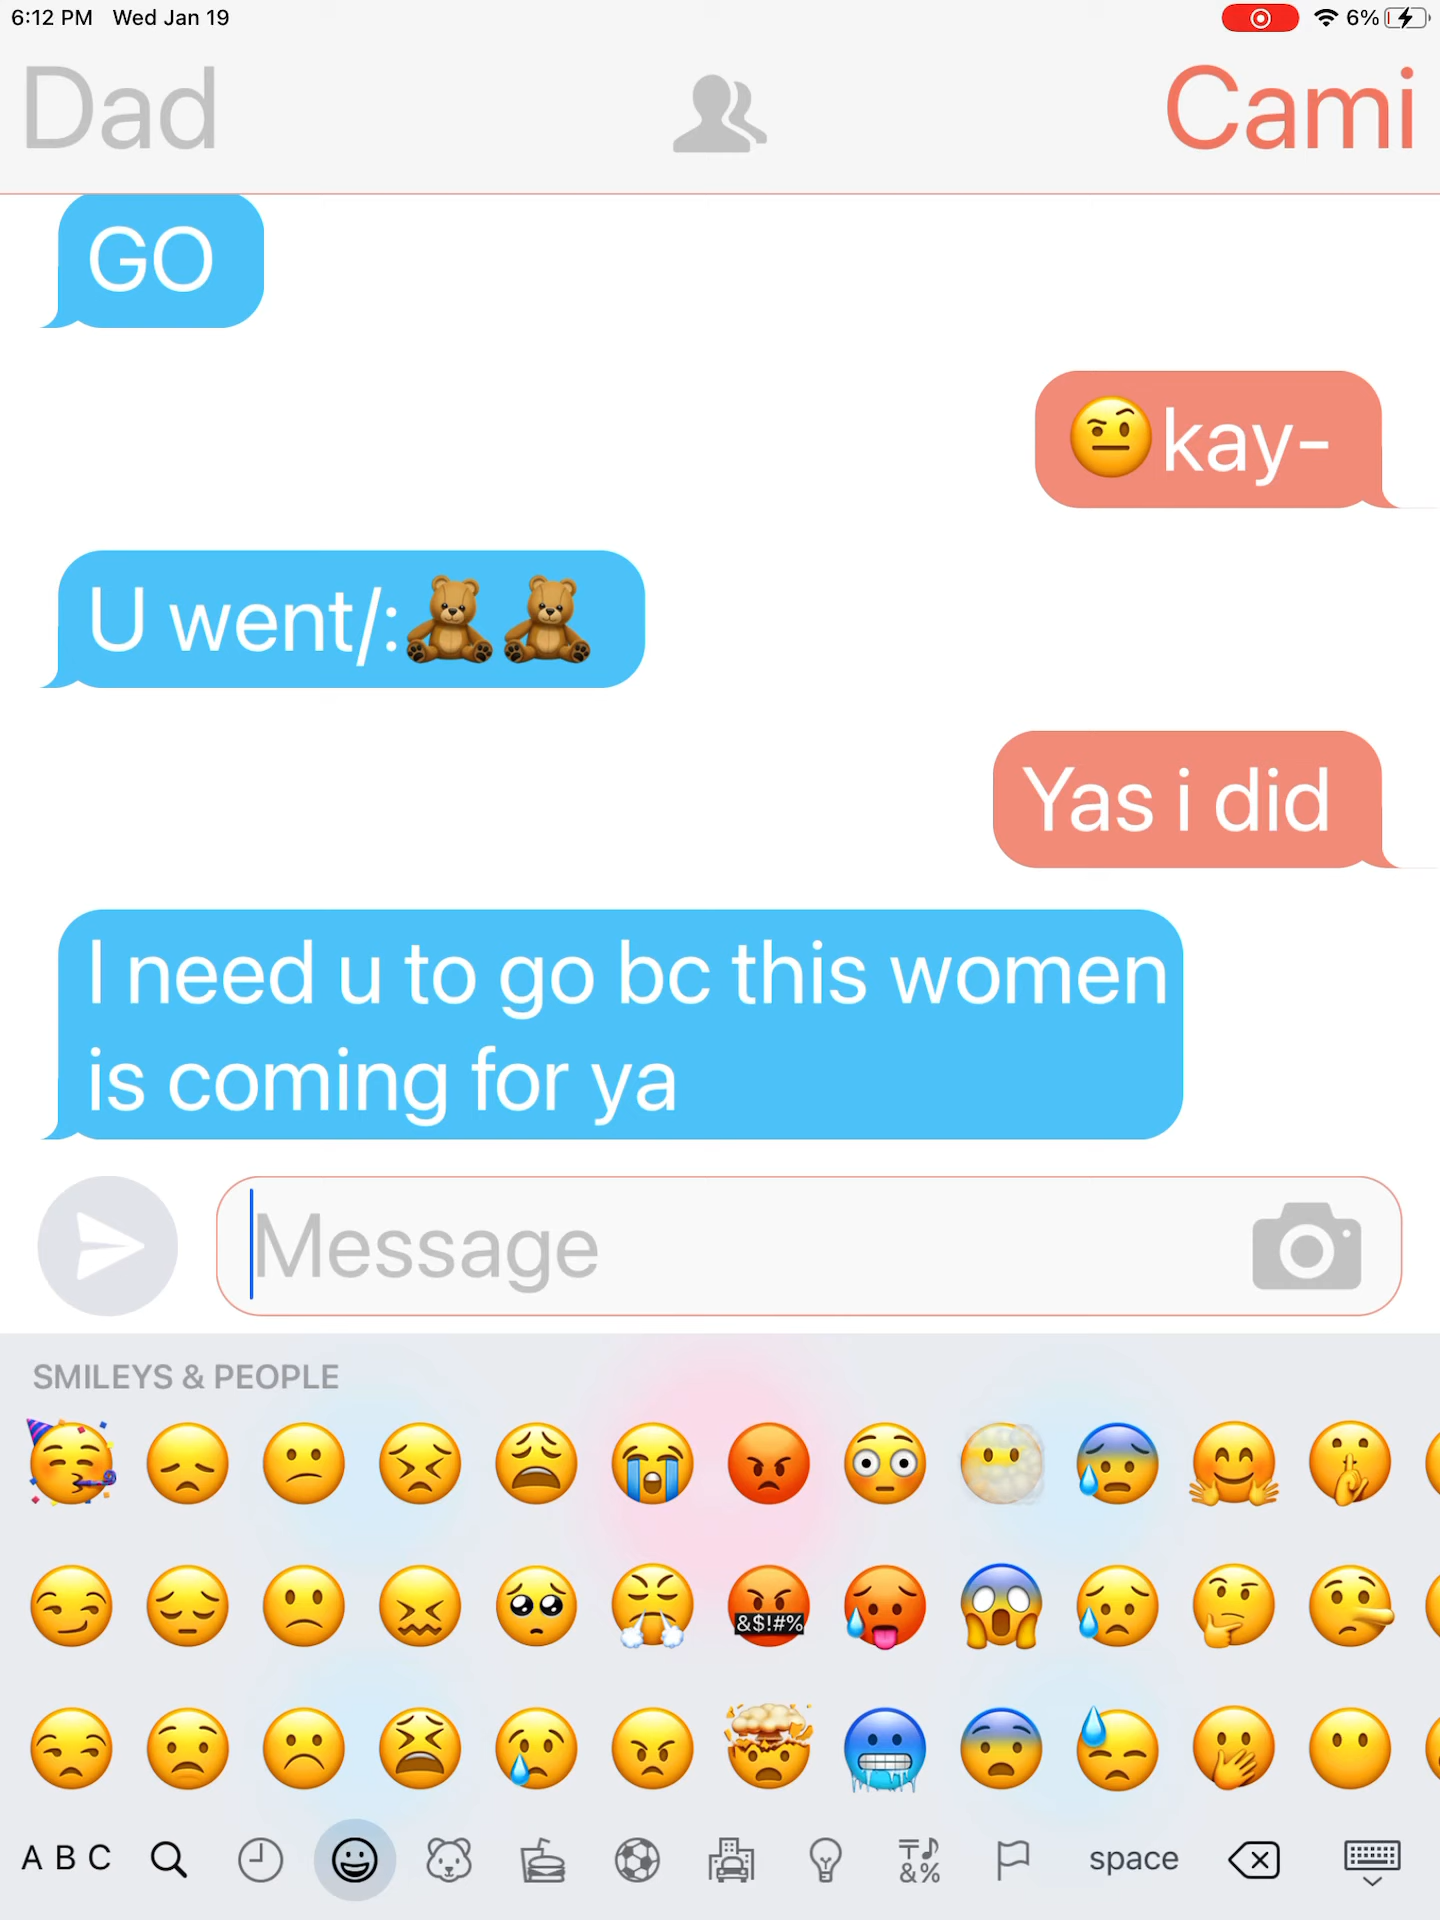 6:12 PM Wed Jan 19 6%
Dad Cami
GO
🤨kay-
U went/:🧸🧸
Yas i did
I need u to go bc this women
is coming for ya
Message
SMILEYS & PEOPLE
&$!#%
ABC space
&%